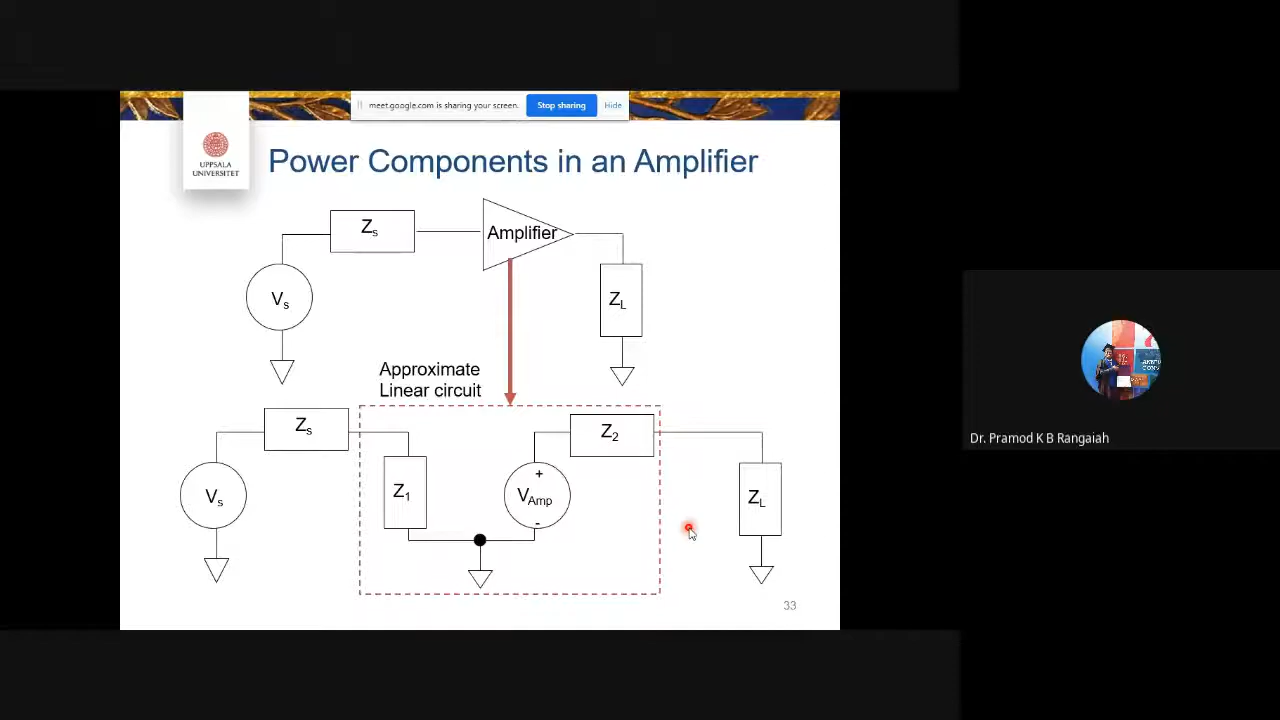 meet.google.com is sharing your screen.
Stop sharing
Hide
UPPSALA
UNIVERSITET
Power Components in an Amplifier
Zs
Amplifier
Vs
ZL
Approximate
Linear circuit
Zs
Z2
Z1
+
Vs
VAmp
-
ZL
33
Dr. Pramod K B Rangaiah